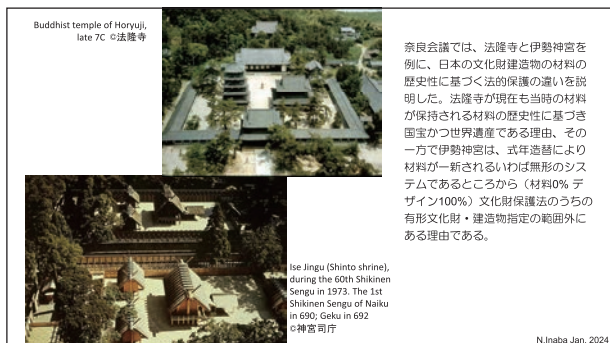 Buddhist temple of Horyuji,
late 7C ©法隆寺
奈良会議では、法隆寺と伊勢神宮を
例に、日本の文化財建造物の材料の
歴史性に基づく法的保護の違いを説
明した。法隆寺が現在も当時の材料
が保持される材料の歴史性に基づき
国宝かつ世界遺産である理由、その
一方で伊勢神宮は、式年造替により
材料が一新されるいわば無形のシス
テムであるところから（材料0% デ
ザイン100%）文化財保護法のうちの
有形文化財・建造物指定の範囲外に
ある理由である。
Ise Jingu (Shinto shrine),
during the 60th Shikinen
Sengu in 1973. The 1st
Shikinen Sengu of Naiku
in 690; Geku in 692
©神宮司庁
N.Inaba Jan. 2024